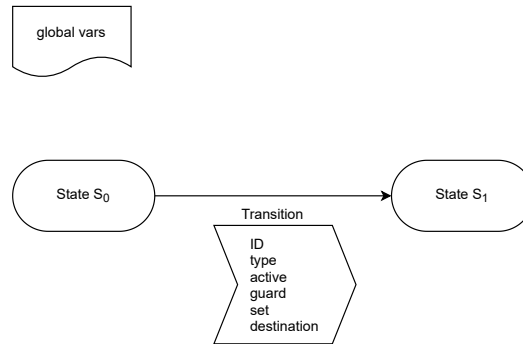 global vars
State S₀
State S₁
Transition
ID
type
active
guard
set
destination